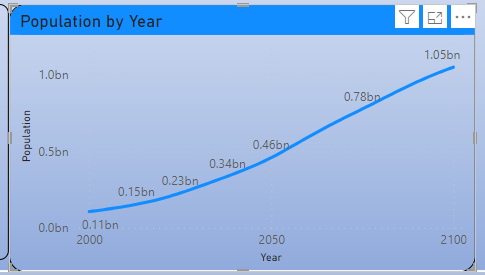 Population by Year
1.05bn
1.0bn
0.78bn
Population
0.5bn
0.46bn
0.34bn
0.23bn
0.15bn
0.11bn
0.0bn
2000
2050
2100
Year